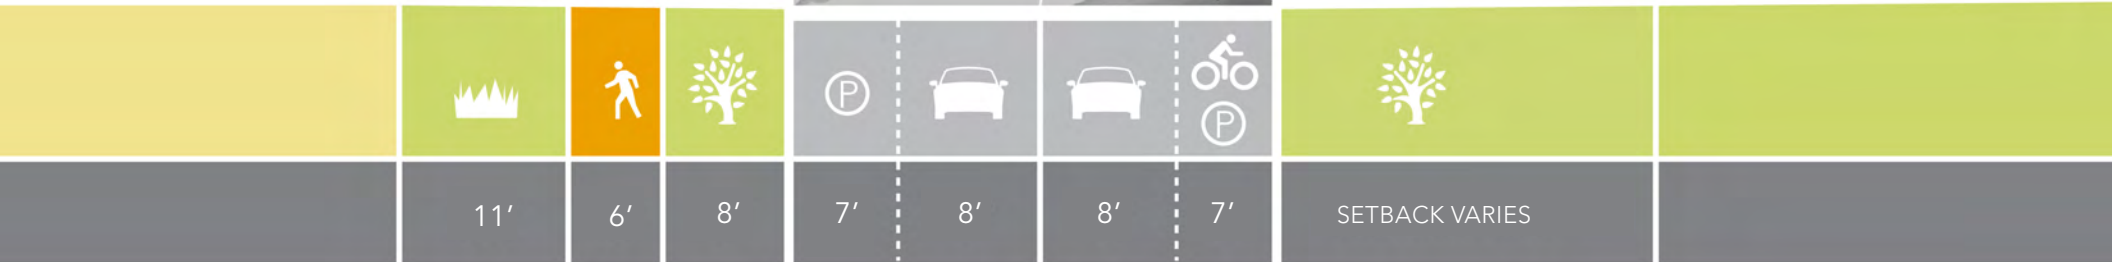 P
P
11′ 6′ 8′ 7′ 8′ 8′ 7′ SETBACK VARIES